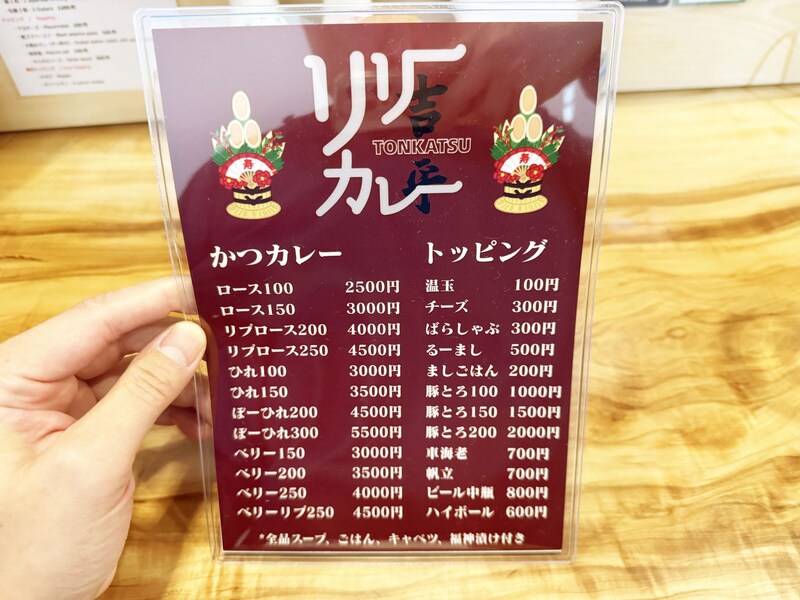 リリー
吉平
TONKATSU
カレー
寿
寿
かつカレー
ロース100 2500円
ロース150 3000円
リブロース200 4000円
リブロース250 4500円
ひれ100 3000円
ひれ150 3500円
ぼーひれ200 4500円
ぼーひれ300 5500円
ベリー150 3000円
ベリー200 3500円
ベリー250 4000円
ベリーリブ250 4500円
トッピング
温玉 100円
チーズ 300円
ばらしゃぶ 300円
るーまし 500円
ましごはん 200円
豚とろ100 1000円
豚とろ150 1500円
豚とろ200 2000円
車海老 700円
帆立 700円
ビール中瓶 800円
ハイボール 600円
*全品スープ、ごはん、キャベツ、福神漬け付き